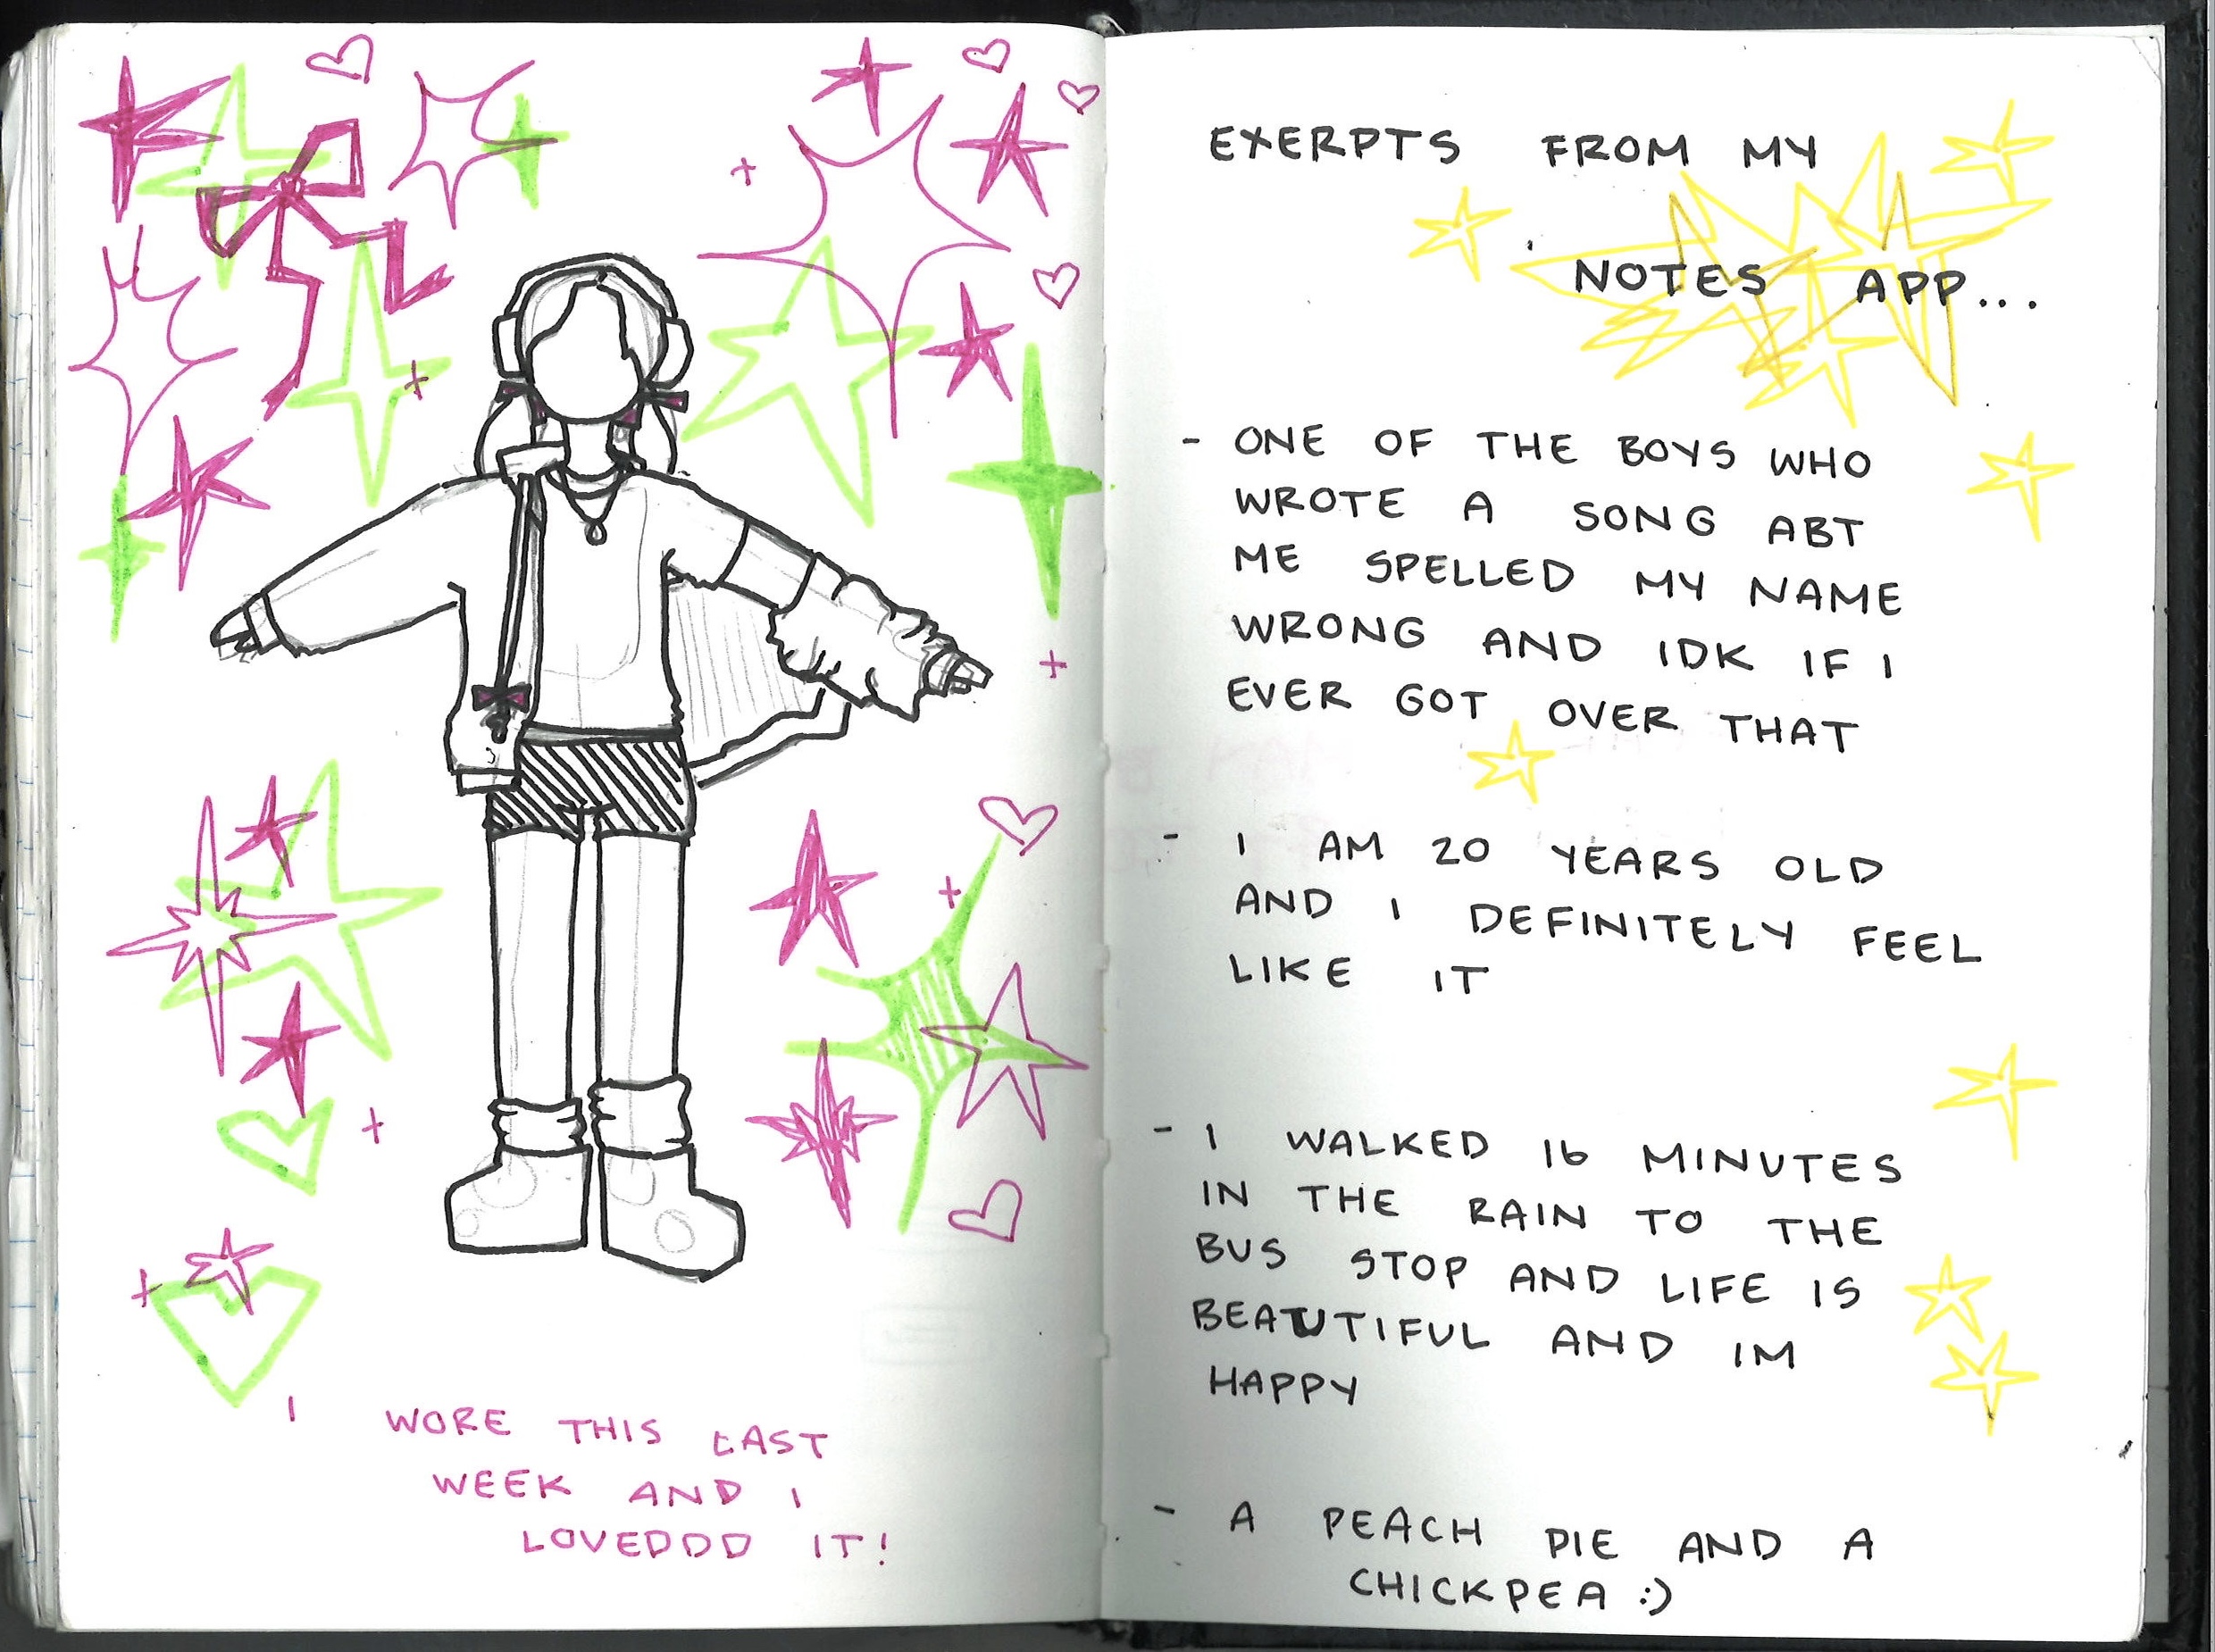 I WORE THIS LAST
WEEK AND I
LOVEDDD IT!
EXERPTS FROM MY
NOTES APP...
- ONE OF THE BOYS WHO
WROTE A SONG ABT
ME SPELLED MY NAME
WRONG AND IDK IF I
EVER GOT OVER THAT
- I AM 20 YEARS OLD
AND I DEFINITELY FEEL
LIKE IT
- I WALKED 16 MINUTES
IN THE RAIN TO THE
BUS STOP AND LIFE IS
BEAUTIFUL AND IM
HAPPY
- A PEACH PIE AND A
CHICKPEA :)